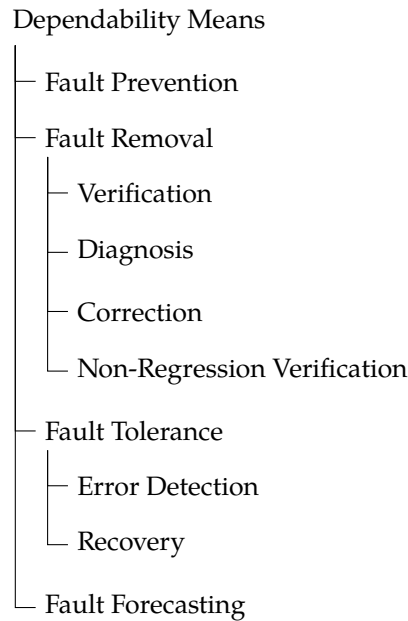 Dependability Means
Fault Prevention
Fault Removal
Verification
Diagnosis
Correction
Non-Regression Verification
Fault Tolerance
Error Detection
Recovery
Fault Forecasting